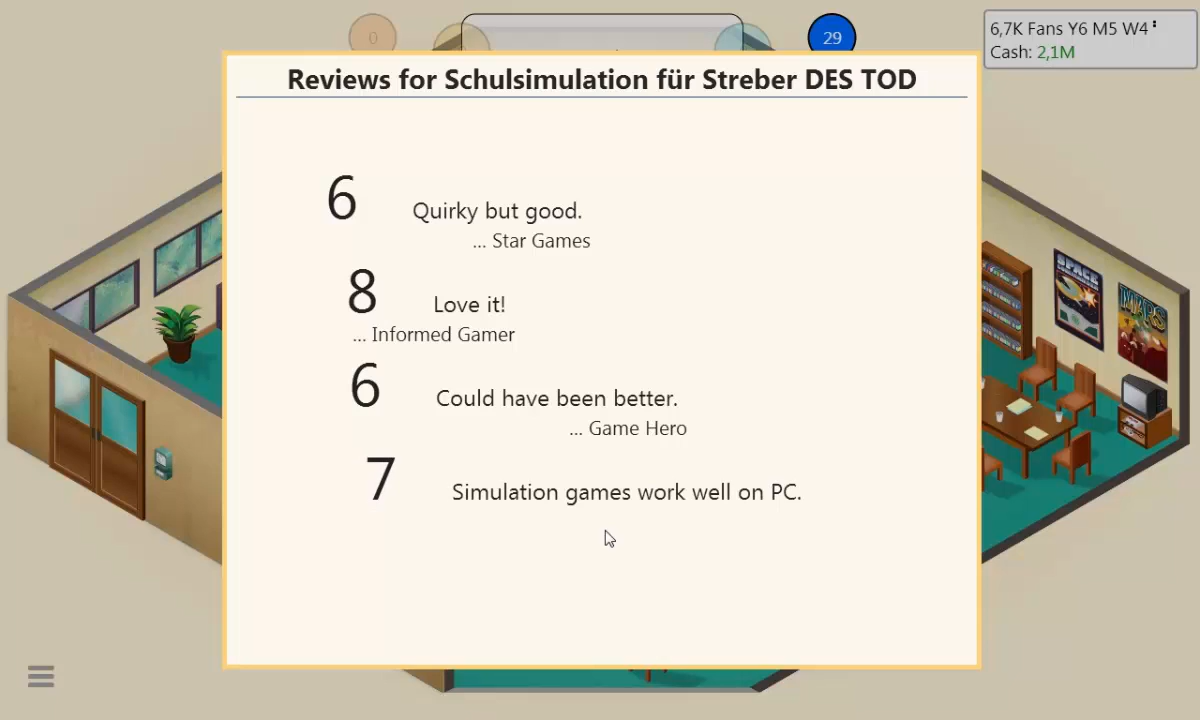 0
29
6,7K Fans Y6 M5 W4
Cash: 2,1M
Reviews for Schulsimulation für Streber DES TOD
6 Quirky but good.
... Star Games
8 Love it!
... Informed Gamer
6 Could have been better.
... Game Hero
7 Simulation games work well on PC.
SPACE
MARS